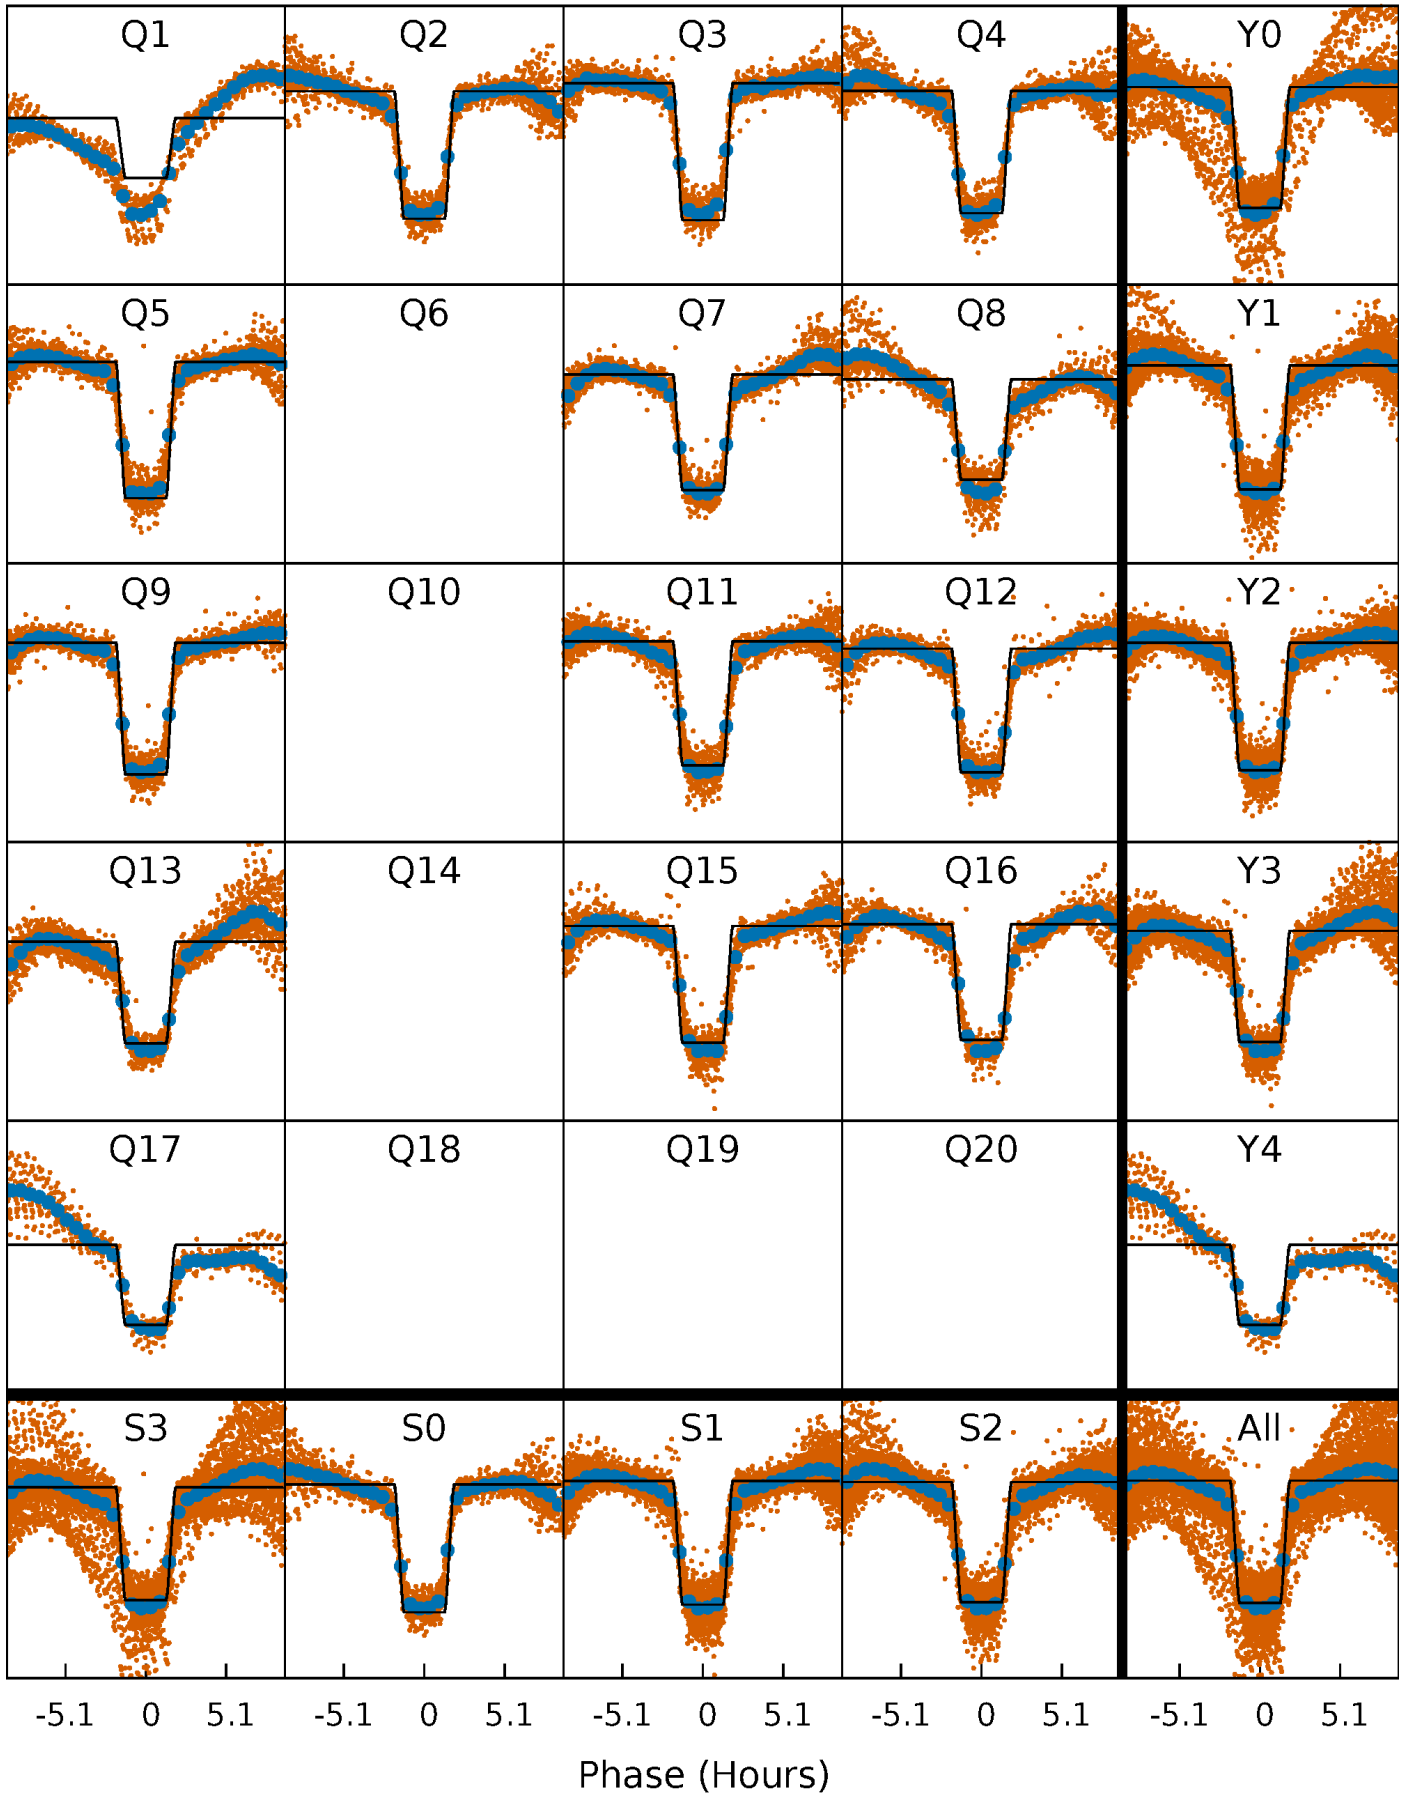 Q1 Q2 Q3 Q4 Y0
Q5 Q6 Q7 Q8 Y1
Q9 Q10 Q11 Q12 Y2
Q13 Q14 Q15 Q16 Y3
Q17 Q18 Q19 Q20 Y4
S3 S0 S1 S2 All
-5.1 0 5.1 -5.1 0 5.1 -5.1 0 5.1 -5.1 0 5.1 -5.1 0 5.1
Phase (Hours)